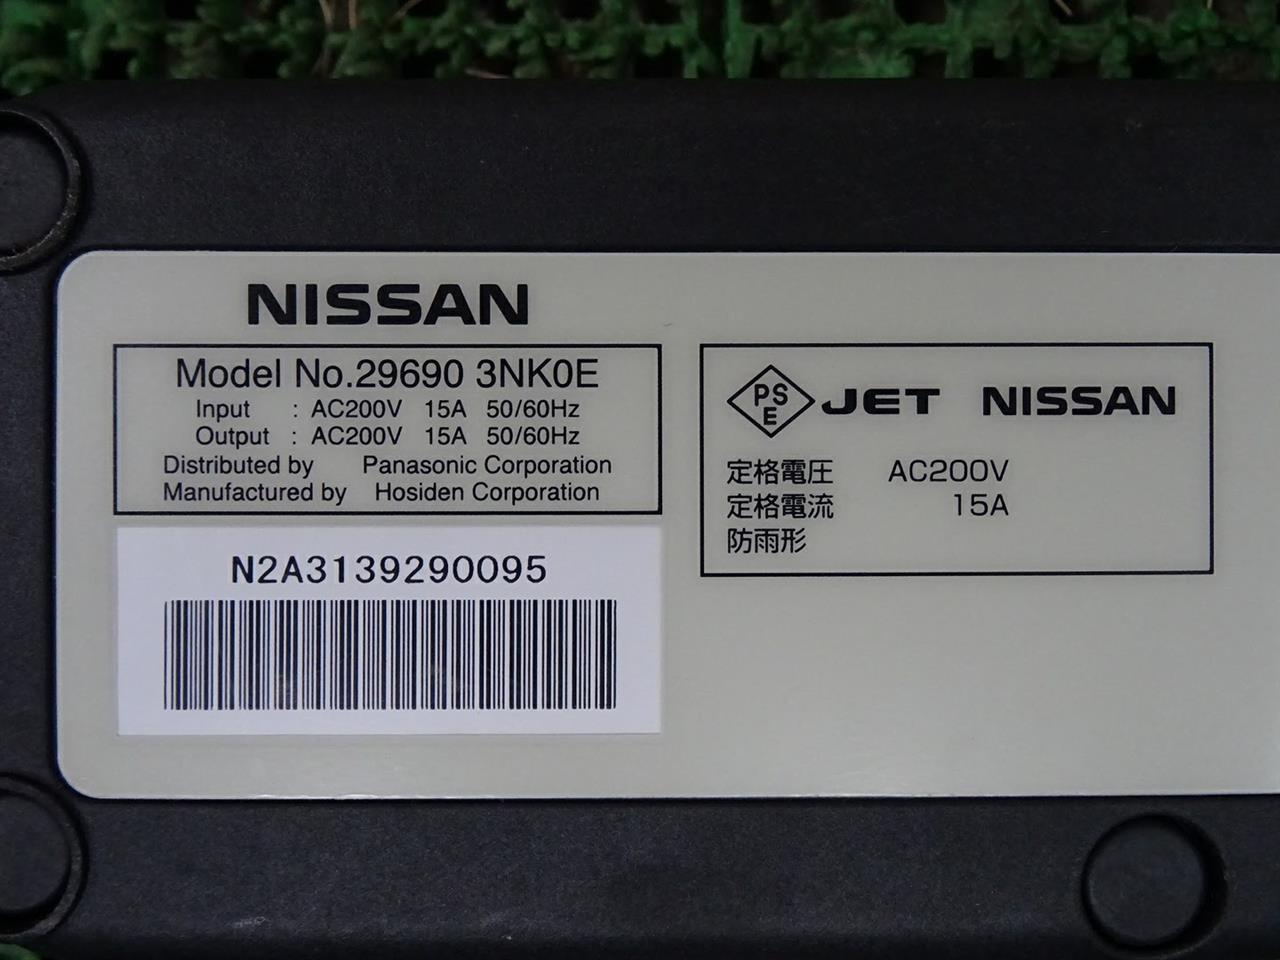 NISSAN
Model No.29690 3NK0E
Input : AC200V 15A 50/60Hz
Output : AC200V 15A 50/60Hz
Distributed by Panasonic Corporation
Manufactured by Hosiden Corporation
N2A3139290095
PS
E
JET NISSAN
定格電圧 AC200V
定格電流 15A
防雨形